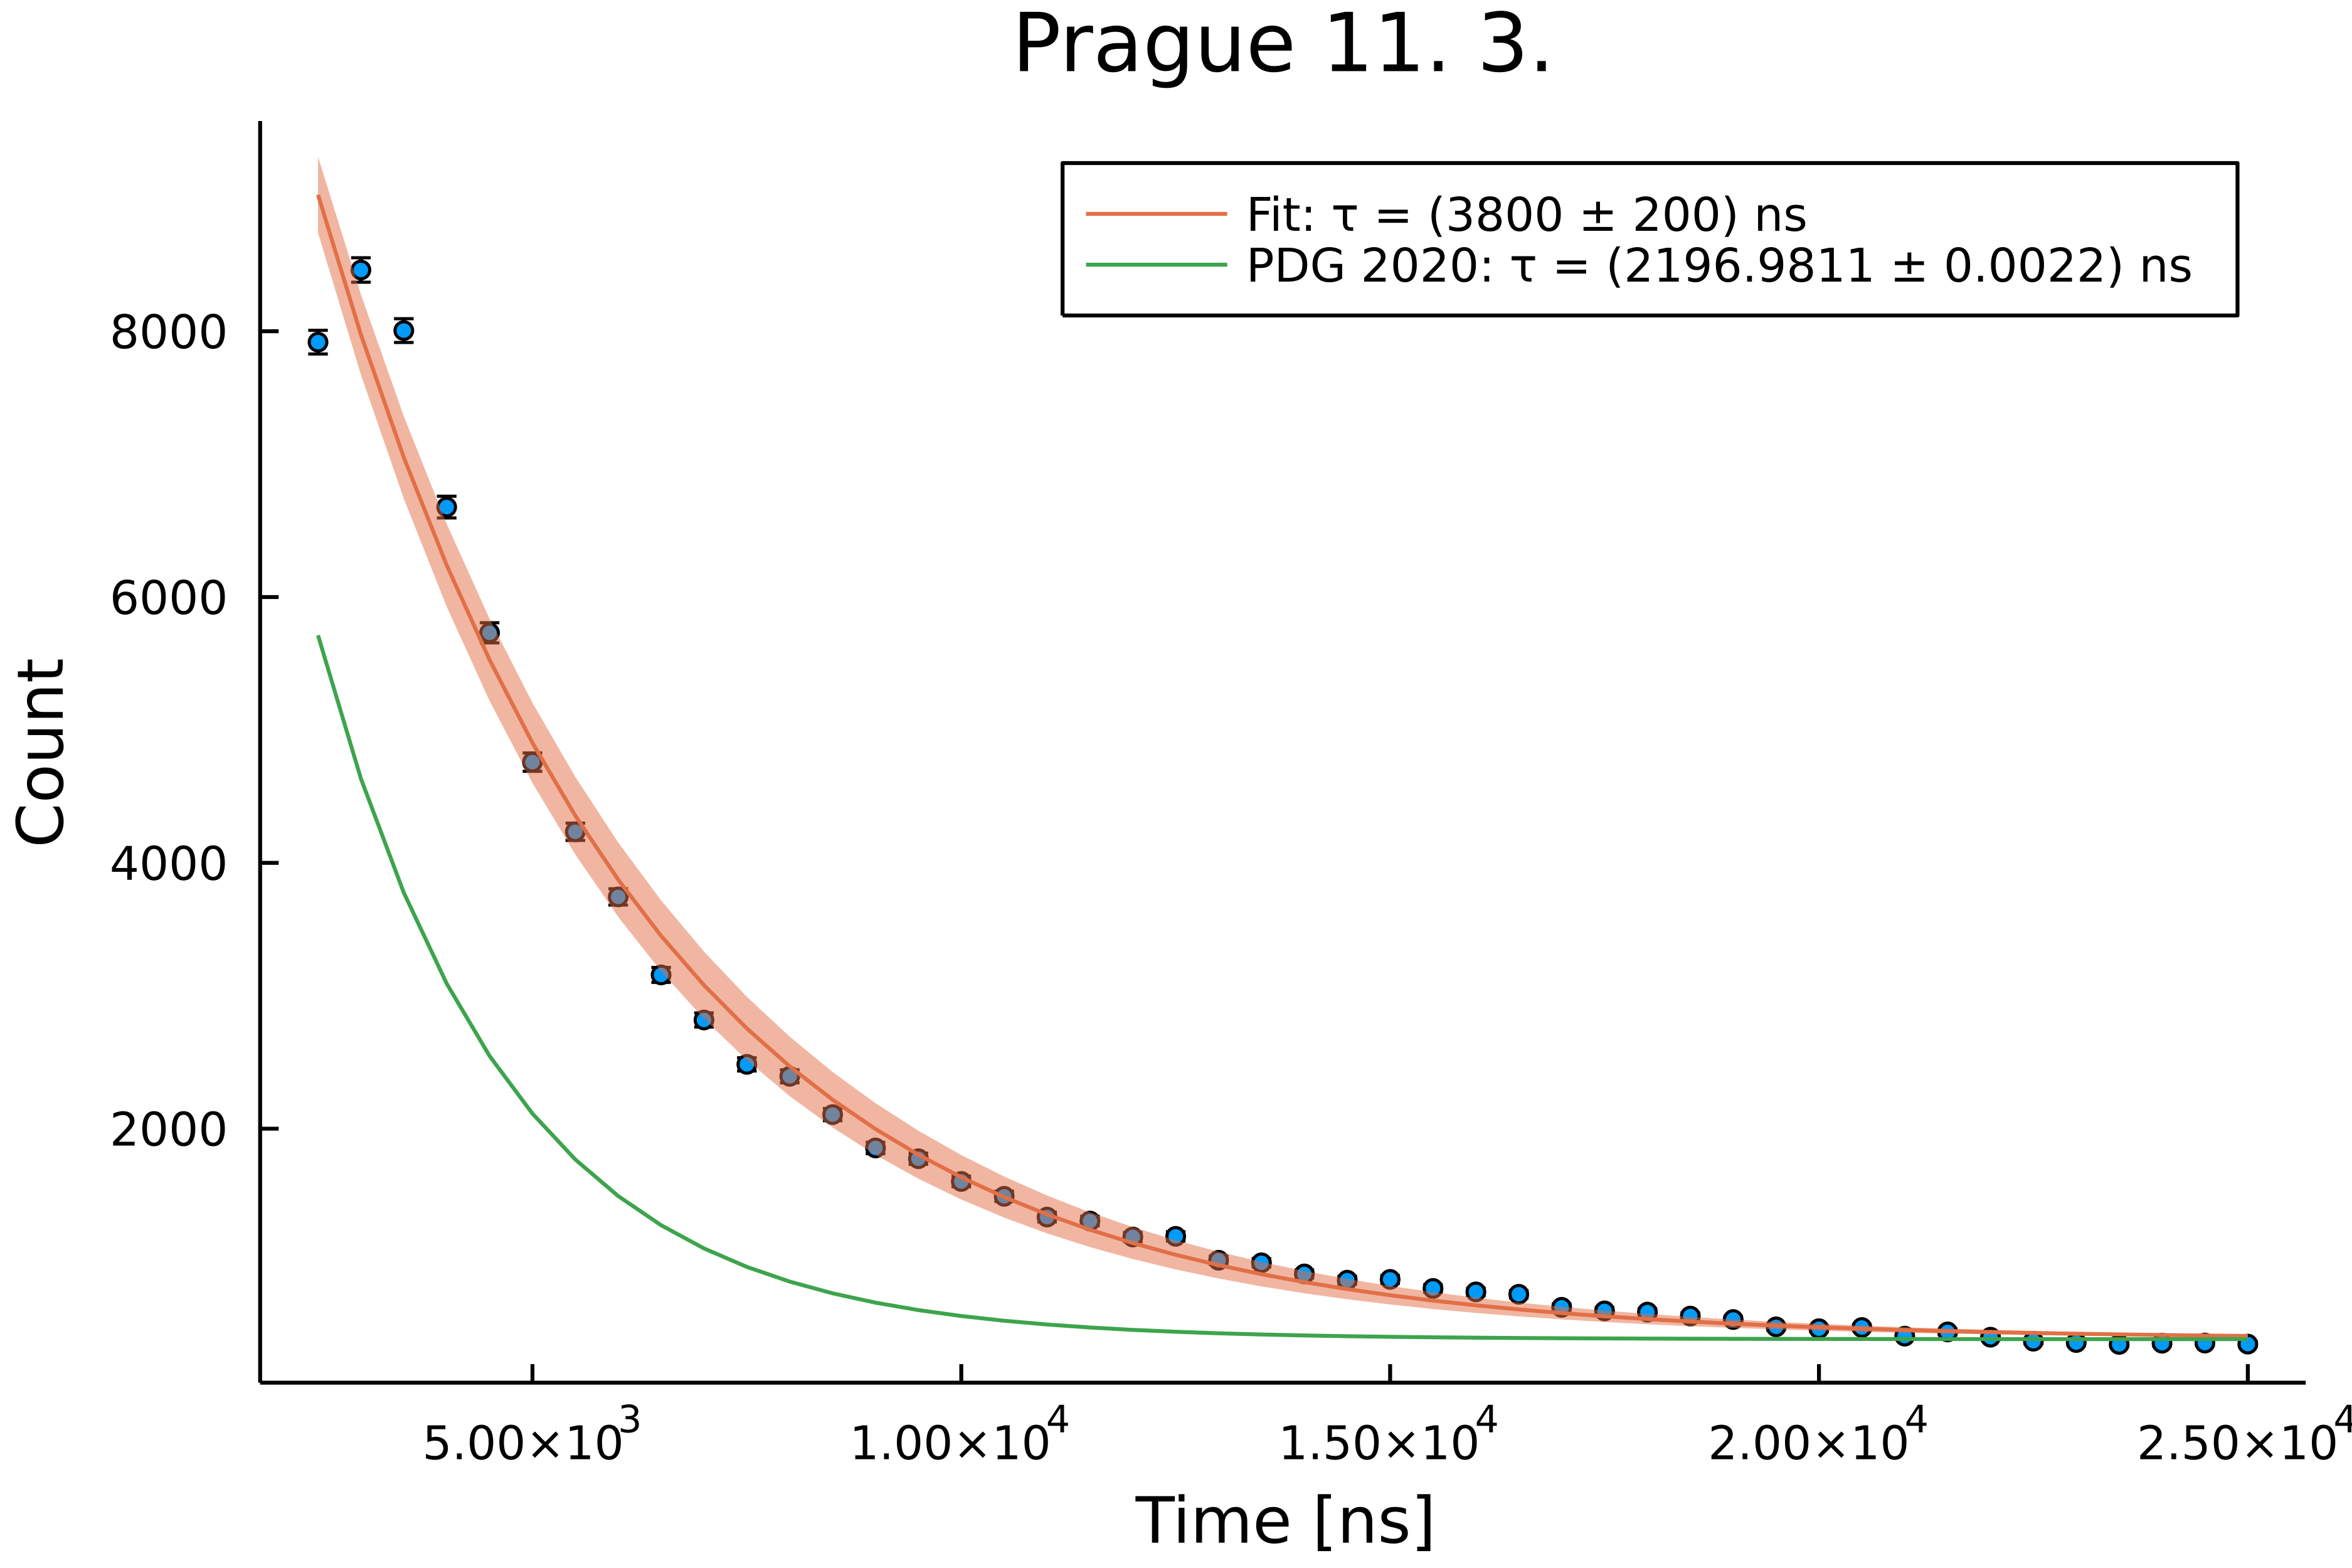 Prague 11. 3.
Fit: τ = (3800 ± 200) ns
PDG 2020: τ = (2196.9811 ± 0.0022) ns
Count
8000
6000
4000
2000
5.00×10³ 1.00×10⁴ 1.50×10⁴ 2.00×10⁴ 2.50×10⁴
Time [ns]